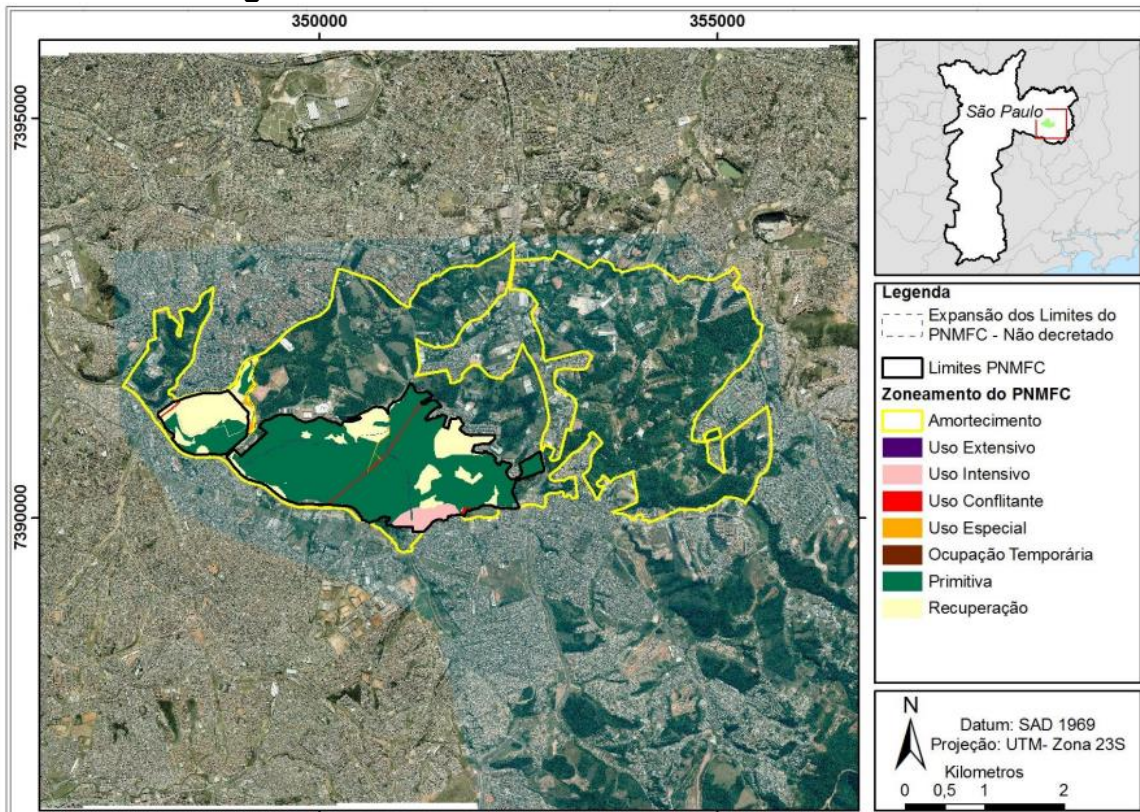 350000
355000
7395000
7390000
São Paulo
Legenda
Expansão dos Limites do
PNMFC - Não decretado
Limites PNMFC
Zoneamento do PNMFC
Amortecimento
Uso Extensivo
Uso Intensivo
Uso Conflitante
Uso Especial
Ocupação Temporária
Primitiva
Recuperação
N
Datum: SAD 1969
Projeção: UTM- Zona 23S
Kilometros
0 0,5 1 2